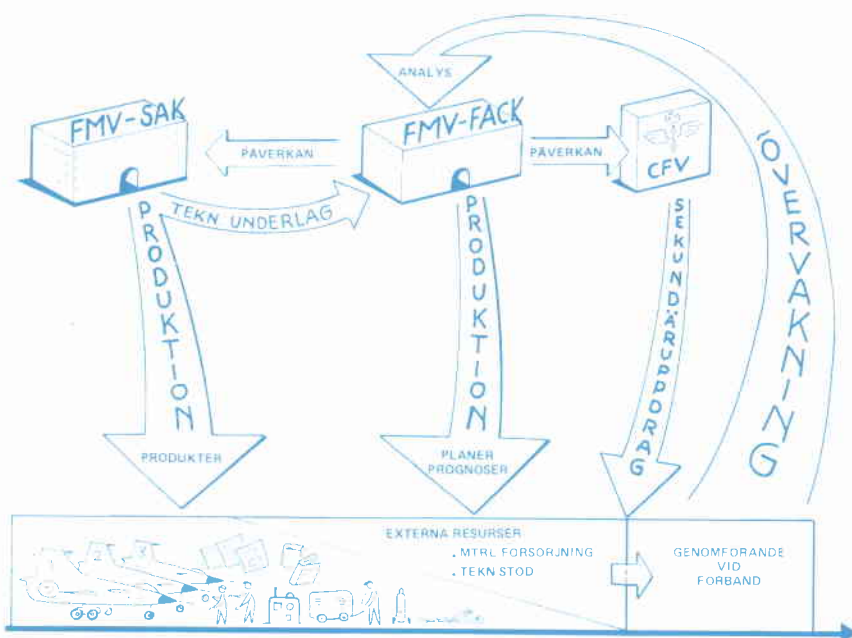 ANALYS
FMV-SAK
FMV-FACK
CFV
PÅVERKAN
PÅVERKAN
TEKN UNDERLAG
PRODUKTION
PRODUKTION
SEKUNDÄRUPPDRAG
ÖVERVAKNING
PRODUKTER
PLANER
PROGNOSER
EXTERNA RESURSER
. MTRL FORSORJNING
. TEKN STOD
GENOMFORANDE
VID
FORBAND